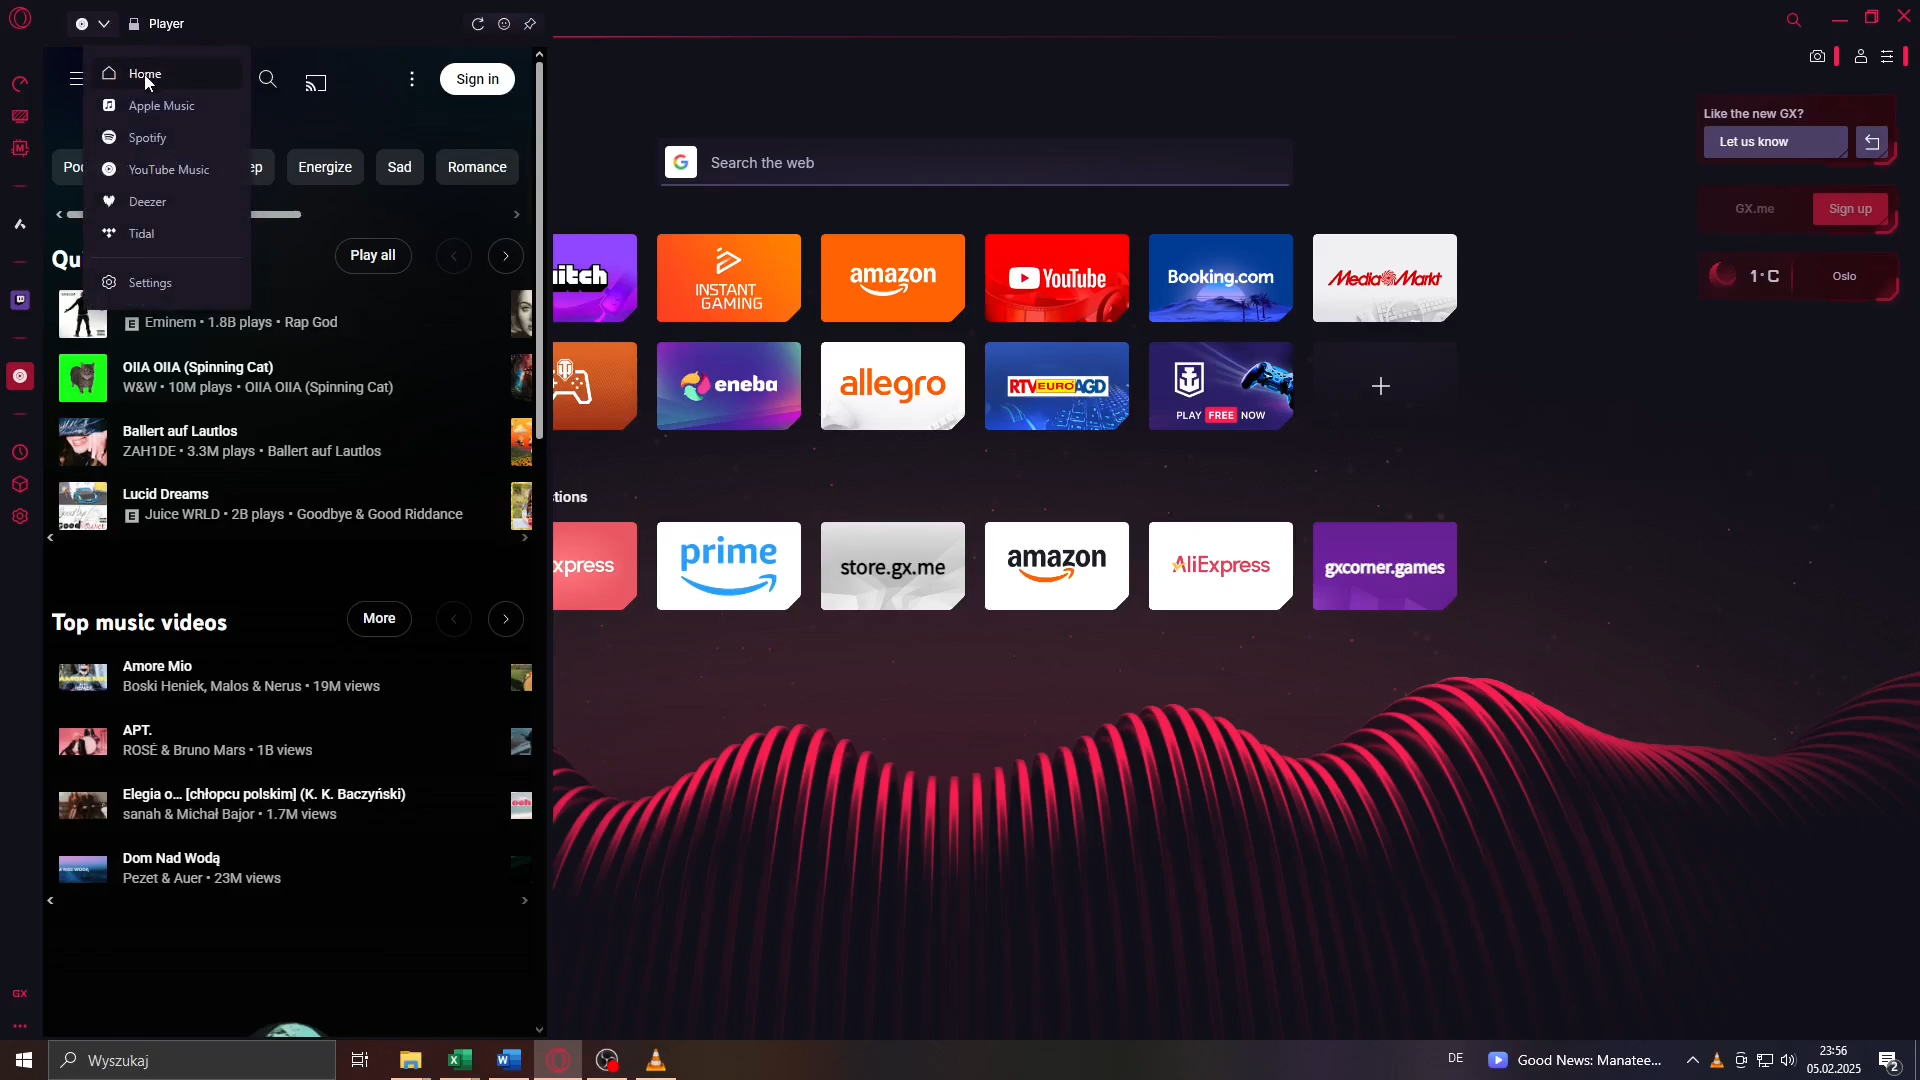 Player
Home
Apple Music
Spotify
YouTube Music
Deezer
Tidal
Settings
Sign in
Energize
Sad
Romance
Play all
Eminem • 1.8B plays • Rap God
OIIA OIIA (Spinning Cat)
W&W • 10M plays • OIIA OIIA (Spinning Cat)
Ballert auf Lautlos
ZAH1DE • 3.3M plays • Ballert auf Lautlos
Lucid Dreams
E Juice WRLD • 2B plays • Goodbye & Good Riddance
Top music videos
More
Amore Mio
Boski Heniek, Malos & Nerus • 19M views
APT.
ROSÉ & Bruno Mars • 1B views
Elegia o... [chłopcu polskim] (K. K. Baczyński)
sanah & Michał Bajor • 1.7M views
Dom Nad Wodą
Pezet & Auer • 23M views
GX
Search the web
itch
INSTANT GAMING
amazon
YouTube
Booking.com
MediaMarkt
eneba
allegro
RTV EURO AGD
PLAY FREE NOW
tions
xpress
prime
store.gx.me
amazon
AliExpress
gxcorner.games
Like the new GX?
Let us know
GX.me
Sign up
1°C
Oslo
Wyszukaj
DE
Good News: Manatee...
23:56
05.02.2025
2